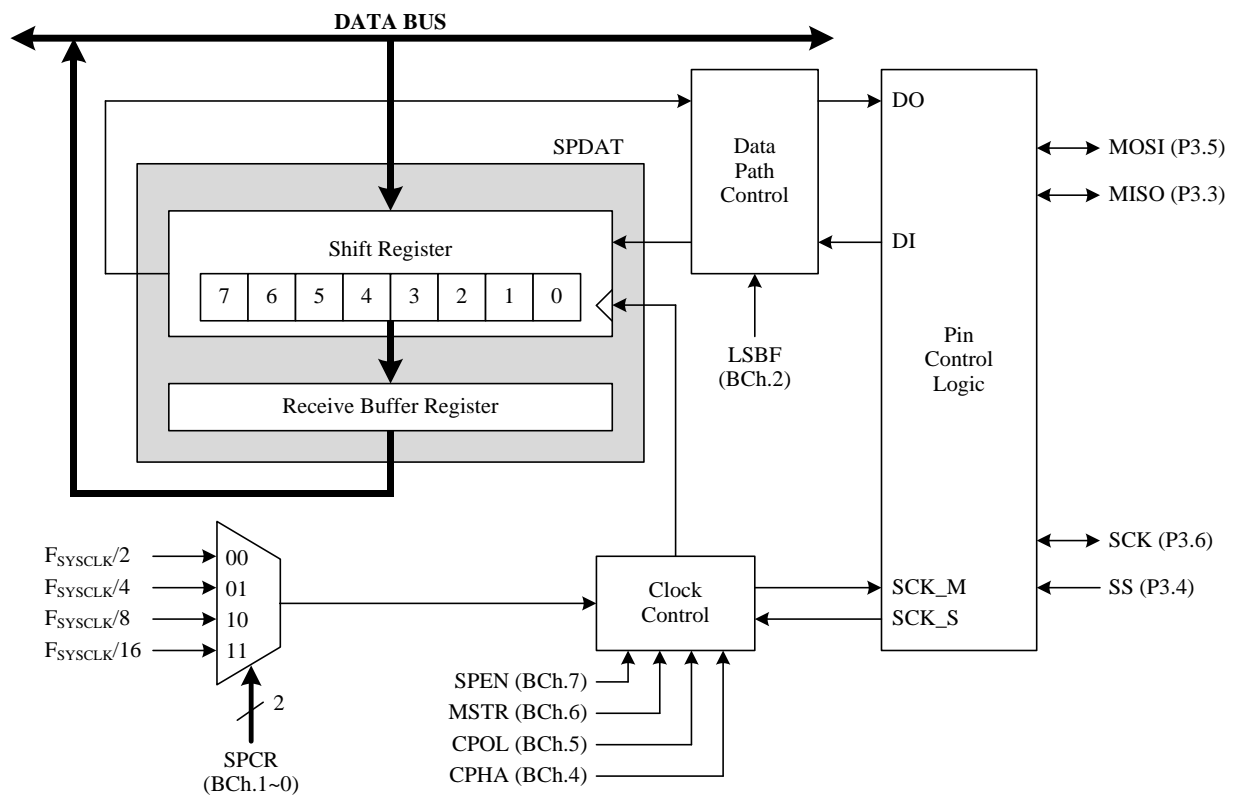 DATA BUS
SPDAT
Shift Register
7 6 5 4 3 2 1 0
Receive Buffer Register
Data
Path
Control
LSBF
(BCh.2)
DO
DI
Pin
Control
Logic
SCK_M
SCK_S
MOSI (P3.5)
MISO (P3.3)
SCK (P3.6)
SS (P3.4)
FSYSCLK/2
FSYSCLK/4
FSYSCLK/8
FSYSCLK/16
00
01
10
11
2
SPCR
(BCh.1~0)
Clock
Control
SPEN (BCh.7)
MSTR (BCh.6)
CPOL (BCh.5)
CPHA (BCh.4)